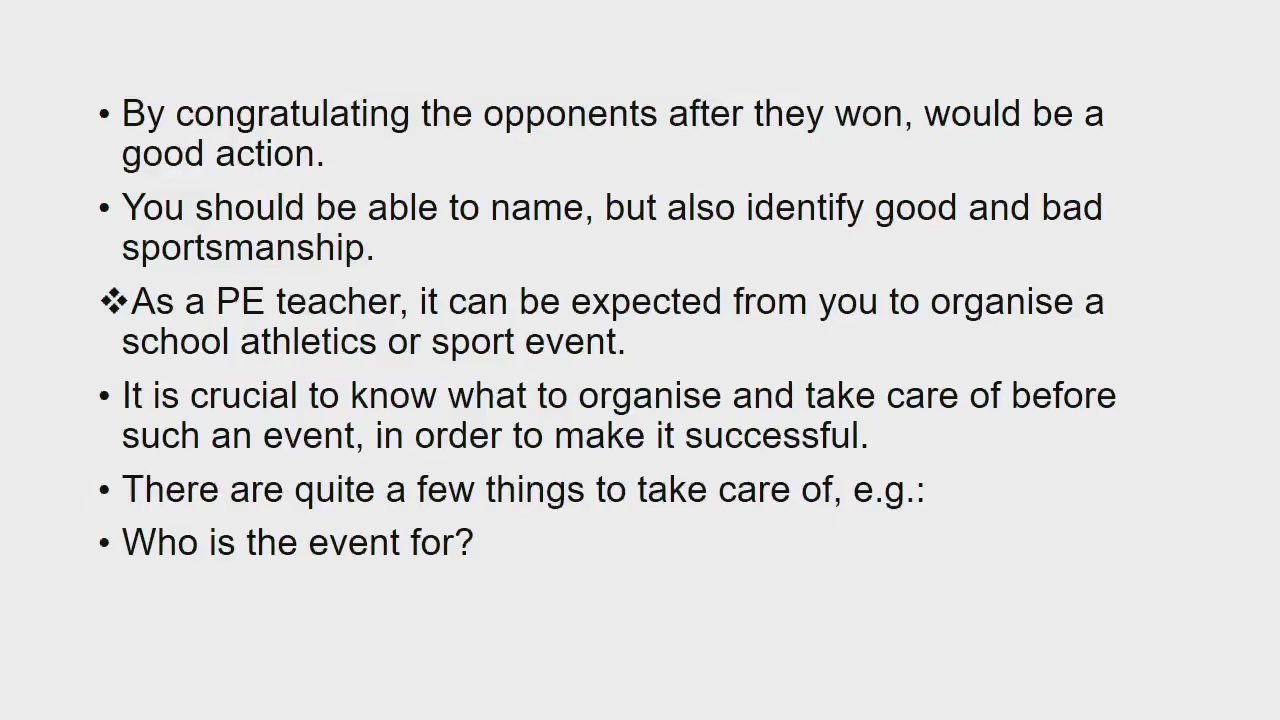 • By congratulating the opponents after they won, would be a
good action.
• You should be able to name, but also identify good and bad
sportsmanship.
❖As a PE teacher, it can be expected from you to organise a
school athletics or sport event.
• It is crucial to know what to organise and take care of before
such an event, in order to make it successful.
• There are quite a few things to take care of, e.g.:
• Who is the event for?